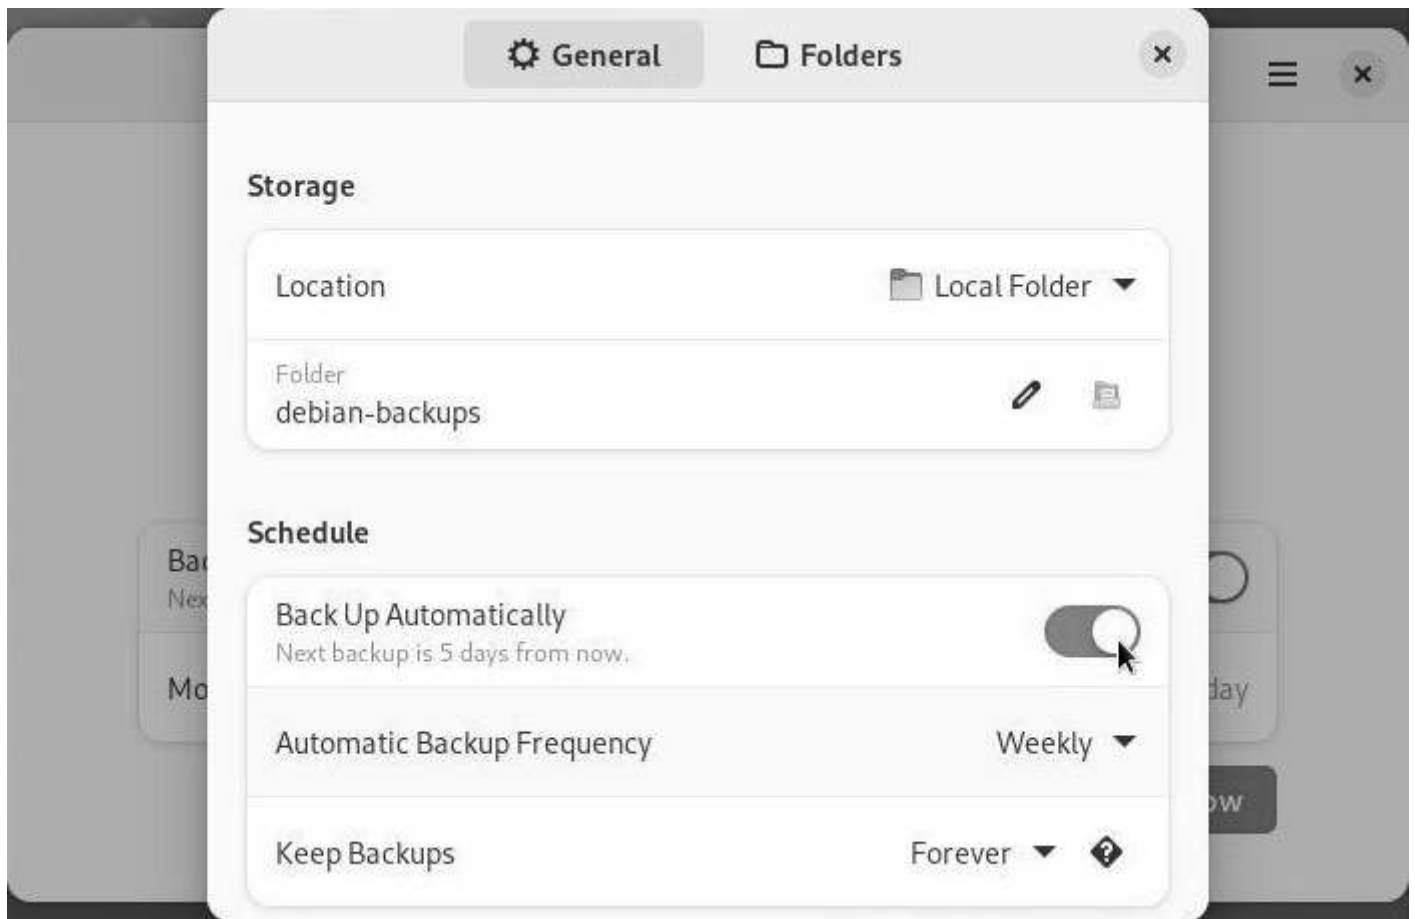 General
Folders
Storage
Location
Local Folder
Folder
debian-backups
Schedule
Back Up Automatically
Next backup is 5 days from now.
Automatic Backup Frequency
Weekly
Keep Backups
Forever